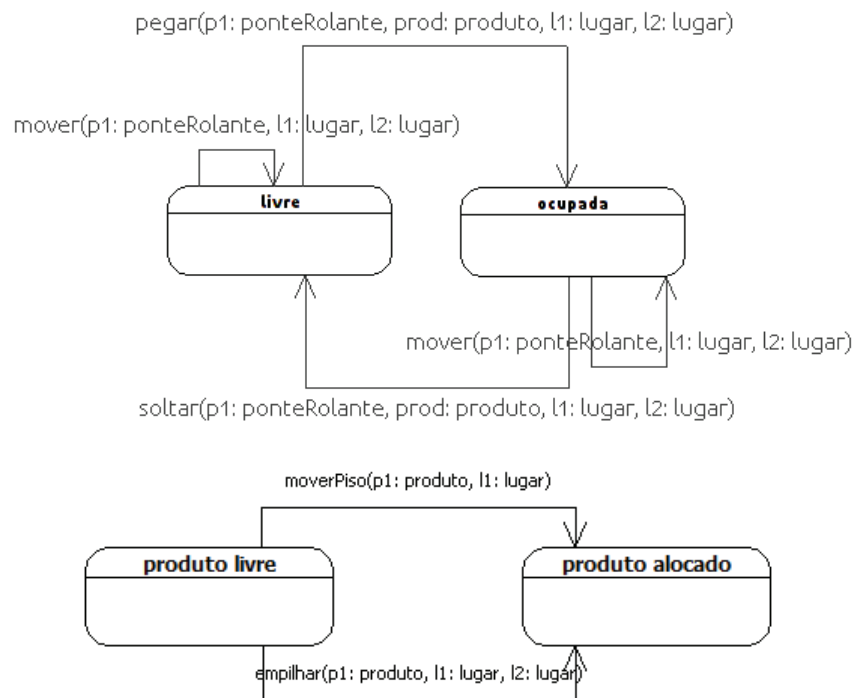 pegar(p1: ponteRolante, prod: produto, l1: lugar, l2: lugar)
mover(p1: ponteRolante, l1: lugar, l2: lugar)
livre
ocupada
mover(p1: ponteRolante, l1: lugar, l2: lugar)
soltar(p1: ponteRolante, prod: produto, l1: lugar, l2: lugar)
moverPiso(p1: produto, l1: lugar)
produto livre
produto alocado
empilhar(p1: produto, l1: lugar, l2: lugar)